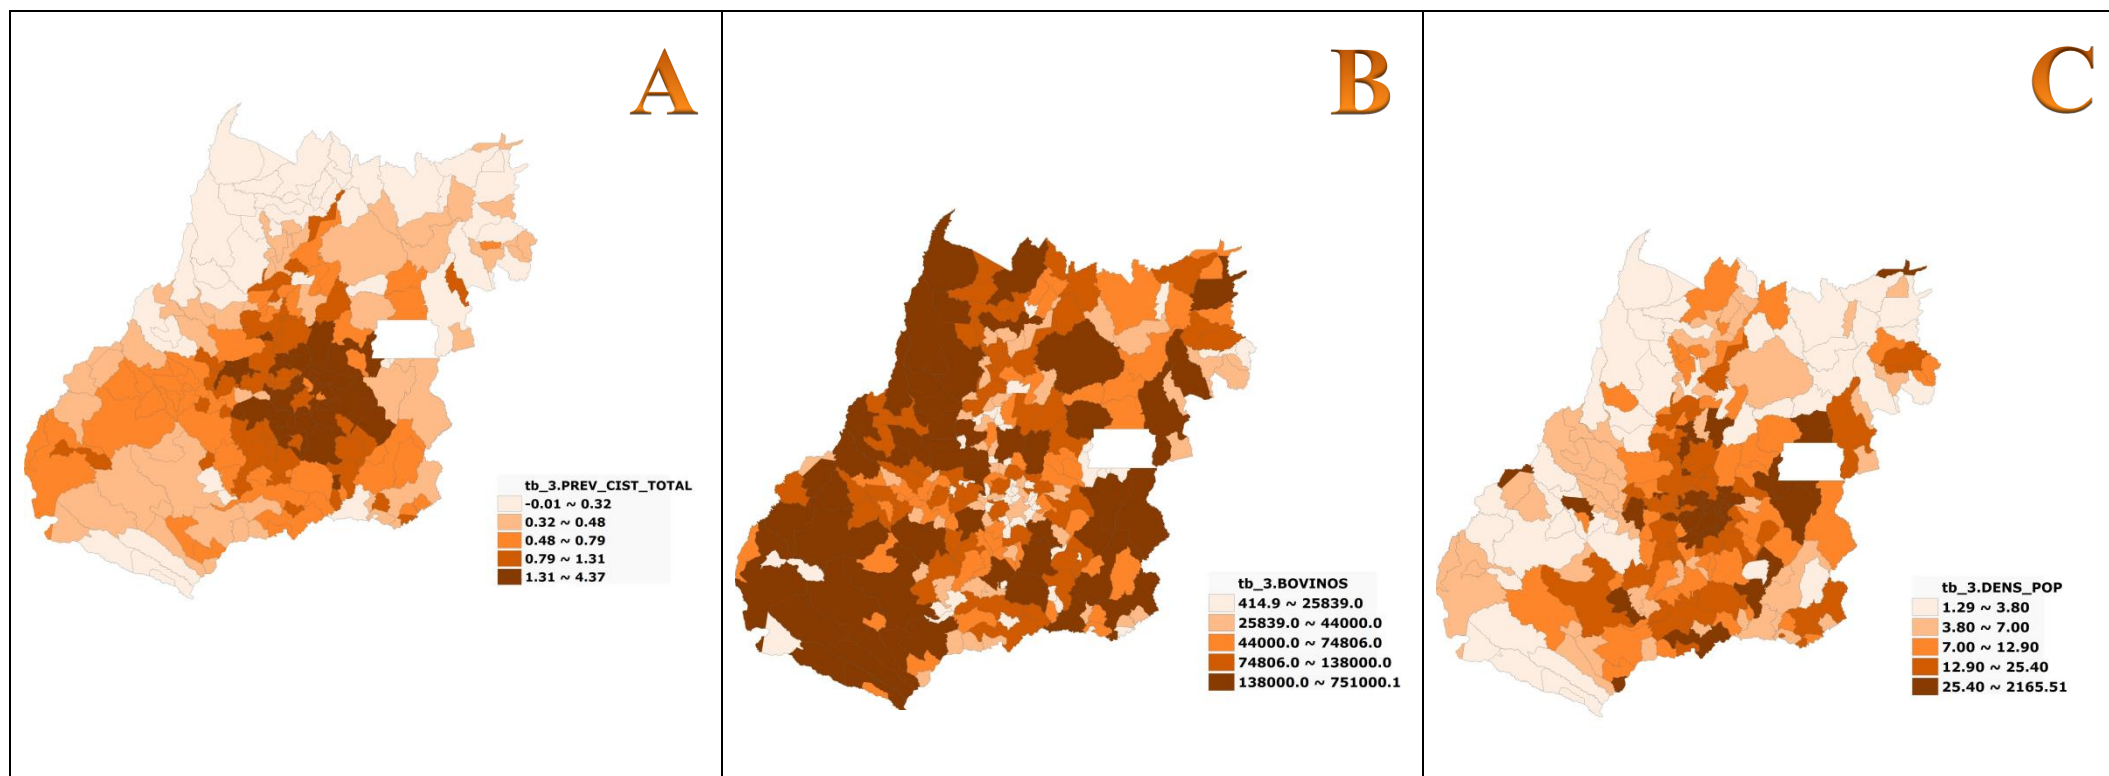 A
tb_3.PREV_CIST_TOTAL
-0.01 ~ 0.32
0.32 ~ 0.48
0.48 ~ 0.79
0.79 ~ 1.31
1.31 ~ 4.37
B
tb_3.BOVINOS
414.9 ~ 25839.0
25839.0 ~ 44000.0
44000.0 ~ 74806.0
74806.0 ~ 138000.0
138000.0 ~ 751000.1
C
tb_3.DENS_POP
1.29 ~ 3.80
3.80 ~ 7.00
7.00 ~ 12.90
12.90 ~ 25.40
25.40 ~ 2165.51